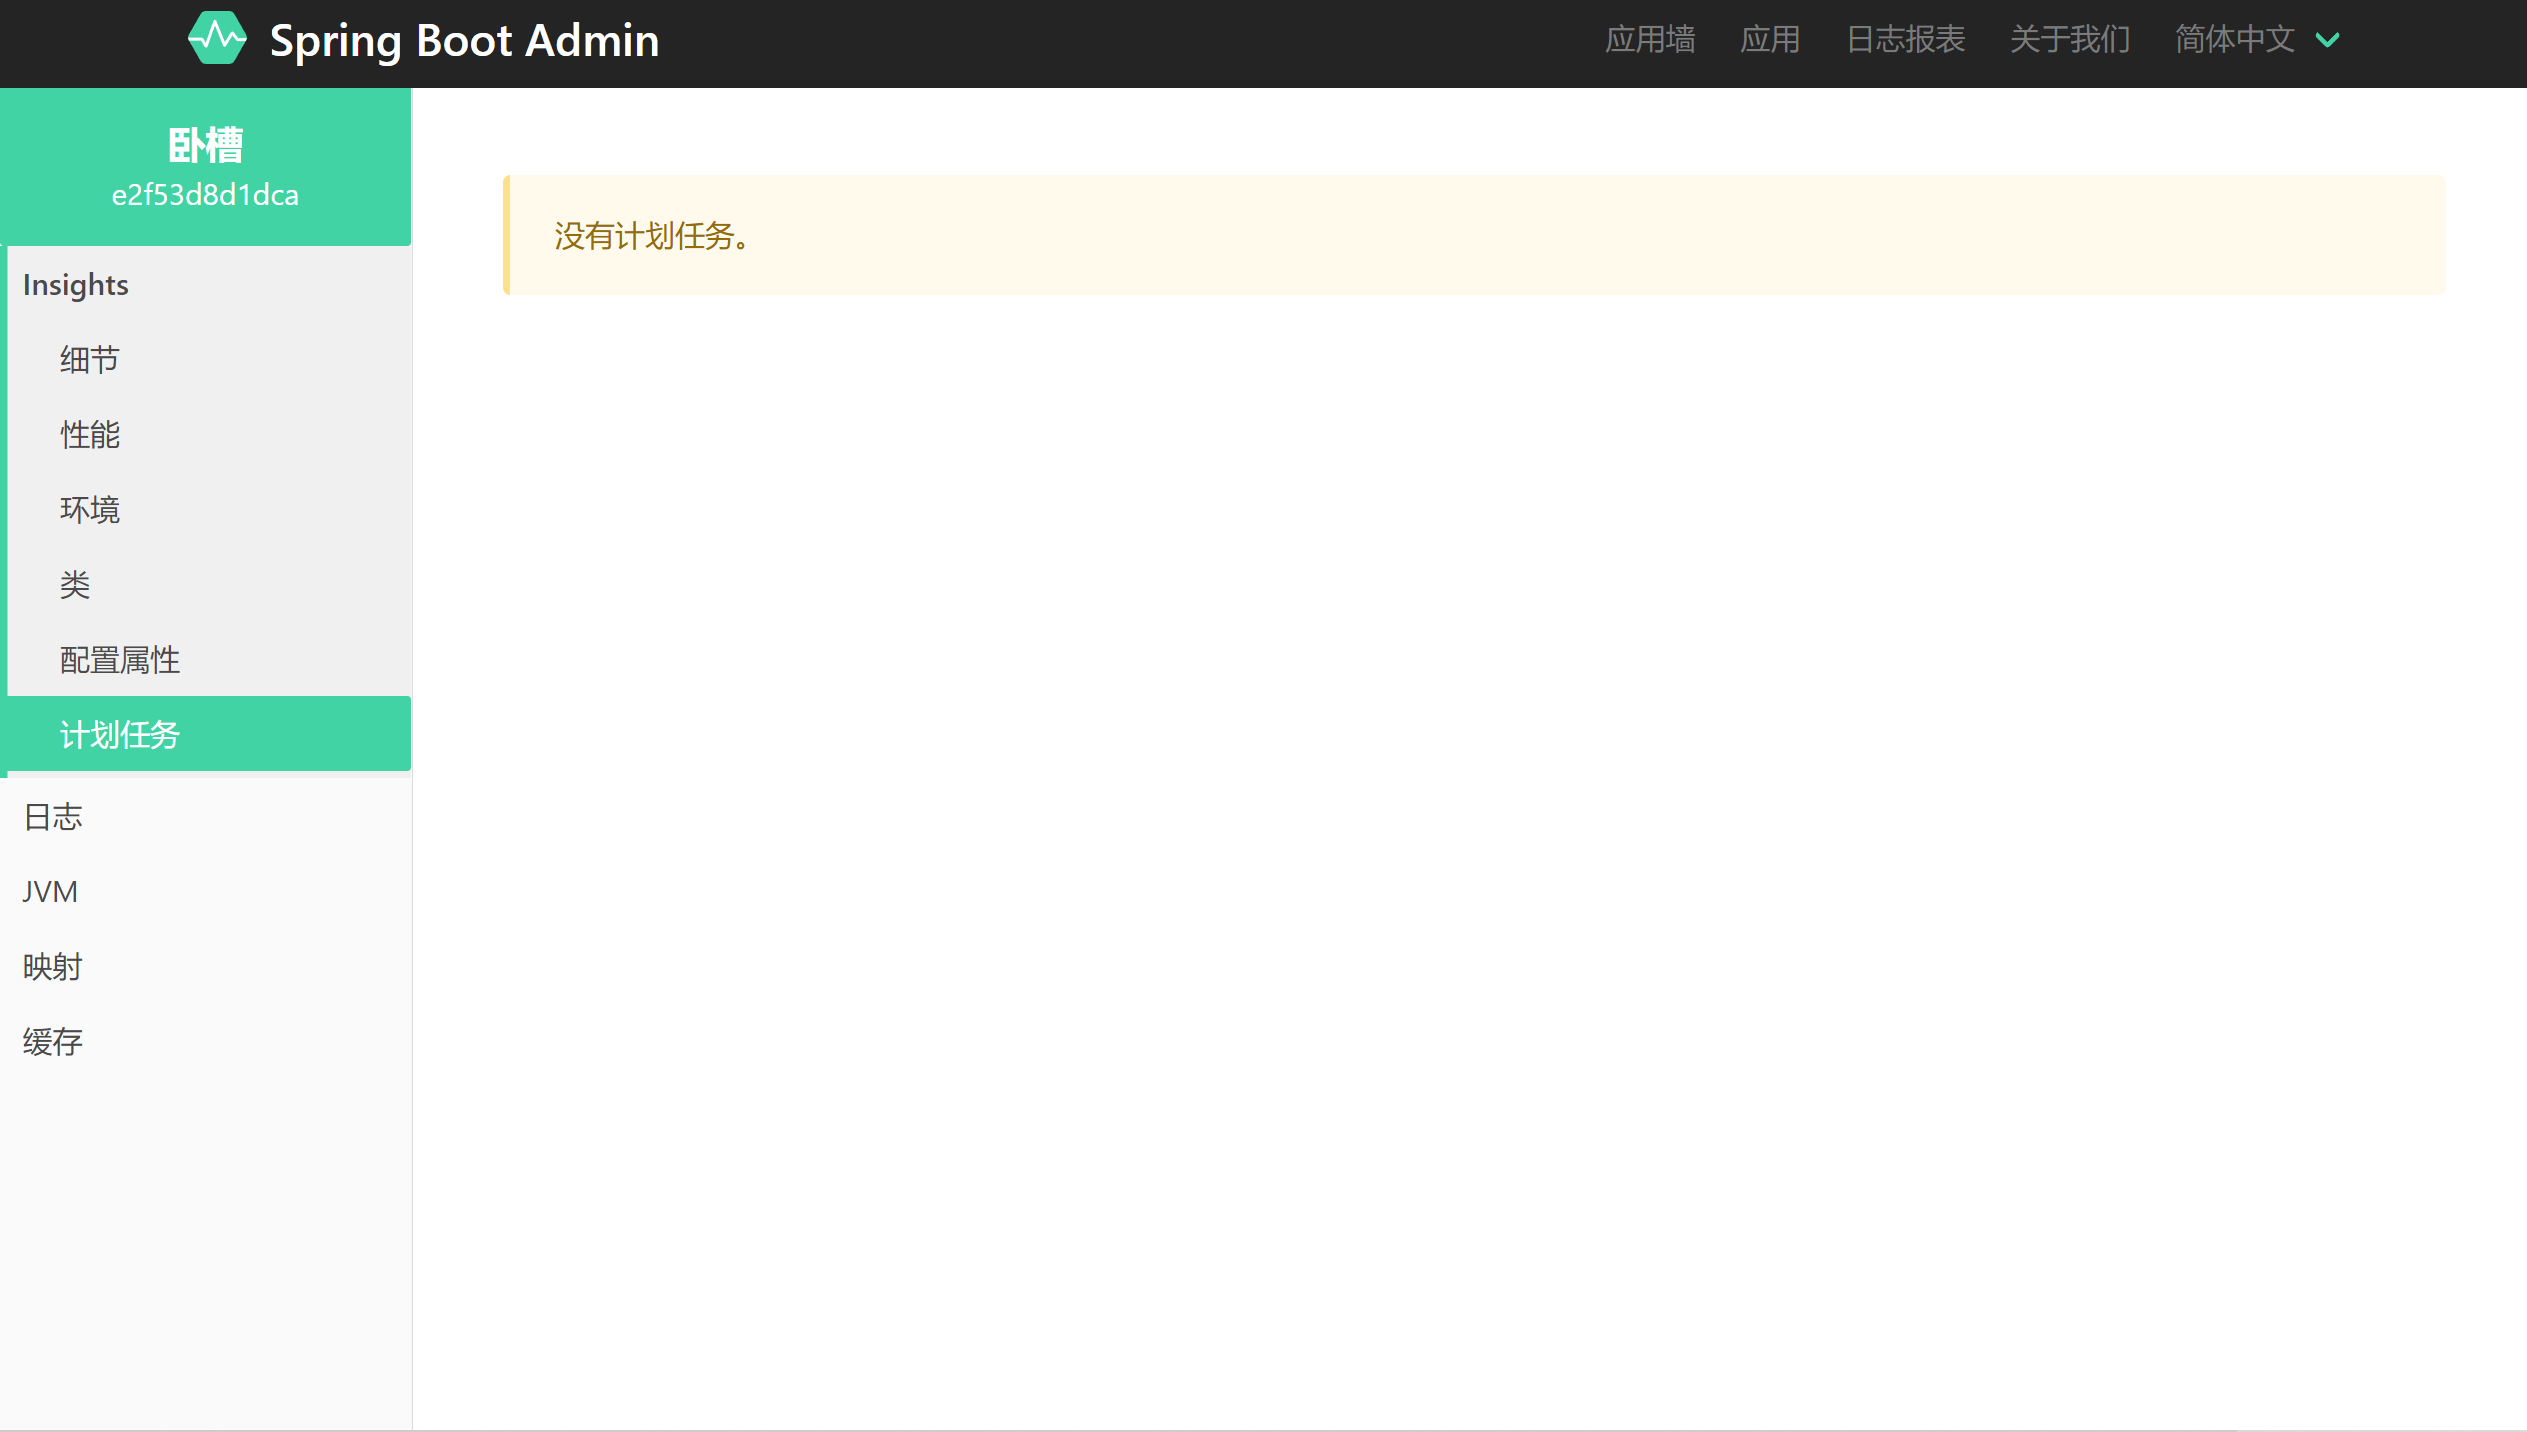 Spring Boot Admin
应用墙 应用 日志报表 关于我们 简体中文
卧槽
e2f53d8d1dca
Insights
细节
性能
环境
类
配置属性
计划任务
日志
JVM
映射
缓存
没有计划任务。